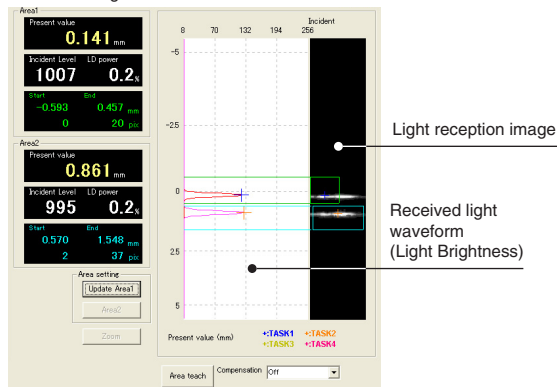 Area1
Present value
0.141 mm
Incident Level LD power
1007 0.2%
Start End
-0.593 0.457 mm
0 20 pix
Area2
Present value
0.861 mm
Incident Level LD power
995 0.2%
Start End
0.570 1.548 mm
2 37 pix
Area setting
Update Area1
Area2
Zoom
Incident
8 70 132 194 256
-5
-2.5
0
2.5
5
Present value (mm)
+:TASK1 +:TASK2
+:TASK3 +:TASK4
Area teach Compensation Off
Light reception image
Received light
waveform
(Light Brightness)